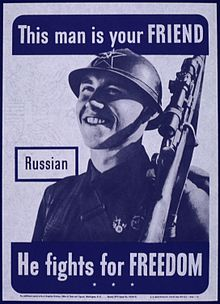 This man is your FRIEND
Russian
He fights for FREEDOM